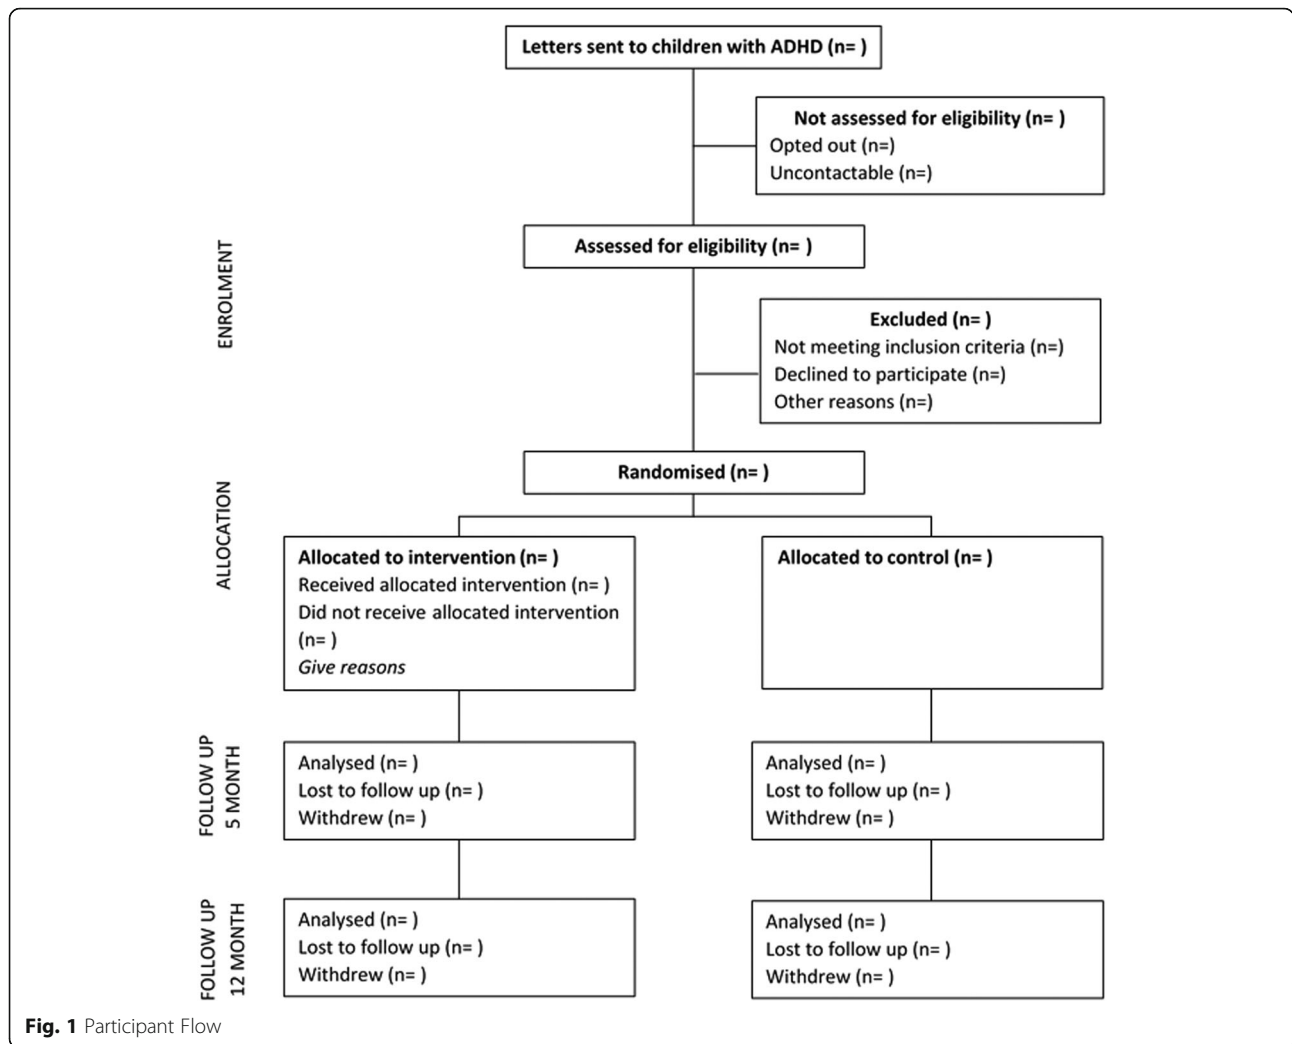 Letters sent to children with ADHD (n= )
Not assessed for eligibility (n= )
Opted out (n=)
Uncontactable (n=)
ENROLMENT
Assessed for eligibility (n= )
Excluded (n= )
Not meeting inclusion criteria (n=)
Declined to participate (n=)
Other reasons (n=)
ALLOCATION
Randomised (n= )
Allocated to intervention (n= )
Received allocated intervention (n= )
Did not receive allocated intervention
(n= )
Give reasons
Allocated to control (n= )
FOLLOW UP
5 MONTH
Analysed (n= )
Lost to follow up (n= )
Withdrew (n= )
Analysed (n= )
Lost to follow up (n= )
Withdrew (n= )
FOLLOW UP
12 MONTH
Analysed (n= )
Lost to follow up (n= )
Withdrew (n= )
Analysed (n= )
Lost to follow up (n= )
Withdrew (n= )
Fig. 1 Participant Flow